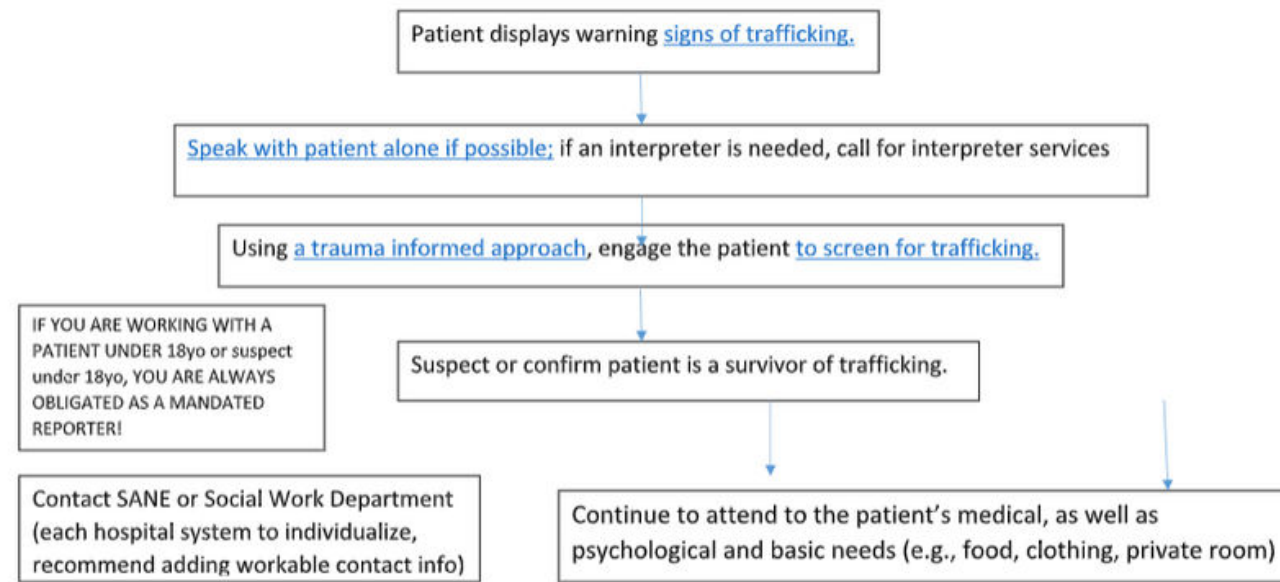 Patient displays warning signs of trafficking.
Speak with patient alone if possible; if an interpreter is needed, call for interpreter services
Using a trauma informed approach, engage the patient to screen for trafficking.
IF YOU ARE WORKING WITH A
PATIENT UNDER 18yo or suspect
under 18yo, YOU ARE ALWAYS
OBLIGATED AS A MANDATED
REPORTER!
Suspect or confirm patient is a survivor of trafficking.
Contact SANE or Social Work Department
(each hospital system to individualize,
recommend adding workable contact info)
Continue to attend to the patient's medical, as well as
psychological and basic needs (e.g., food, clothing, private room)